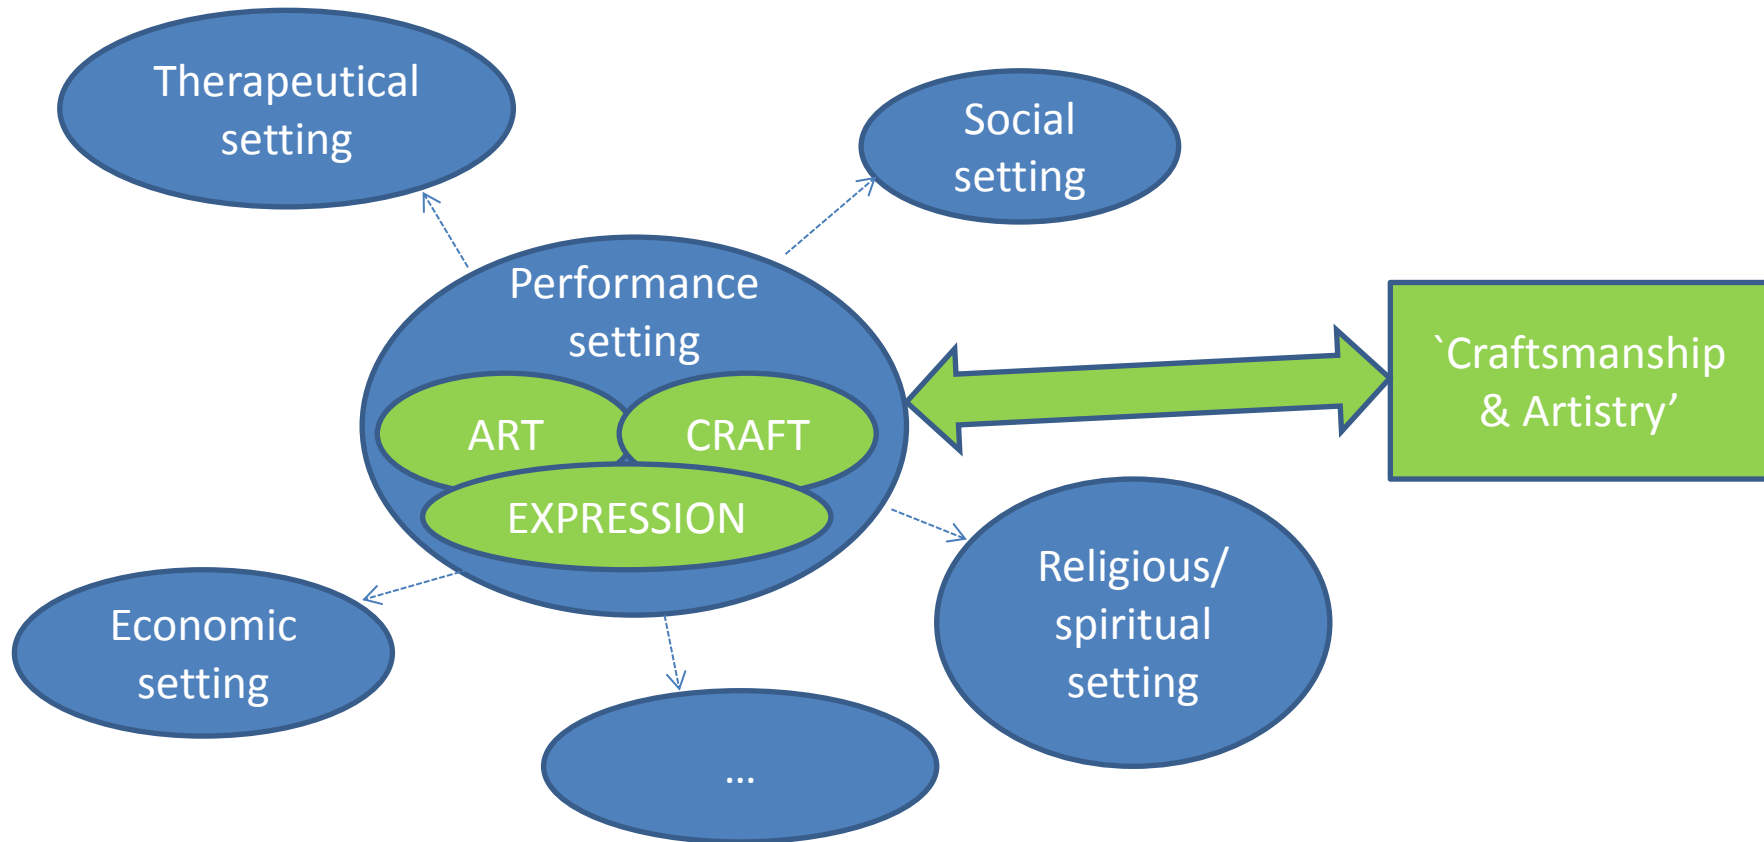 Therapeutical
setting
Social
setting
Performance
setting
ART
CRAFT
EXPRESSION
`Craftsmanship
& Artistry’
Religious/
spiritual
setting
Economic
setting
...